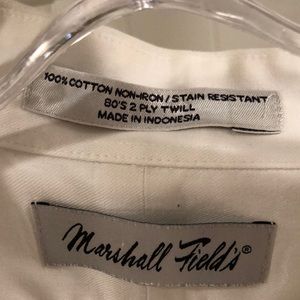 100% COTTON NON-IRON / STAIN RESISTANT
80'S 2 PLY TWILL
MADE IN INDONESIA
Marshall Field's®